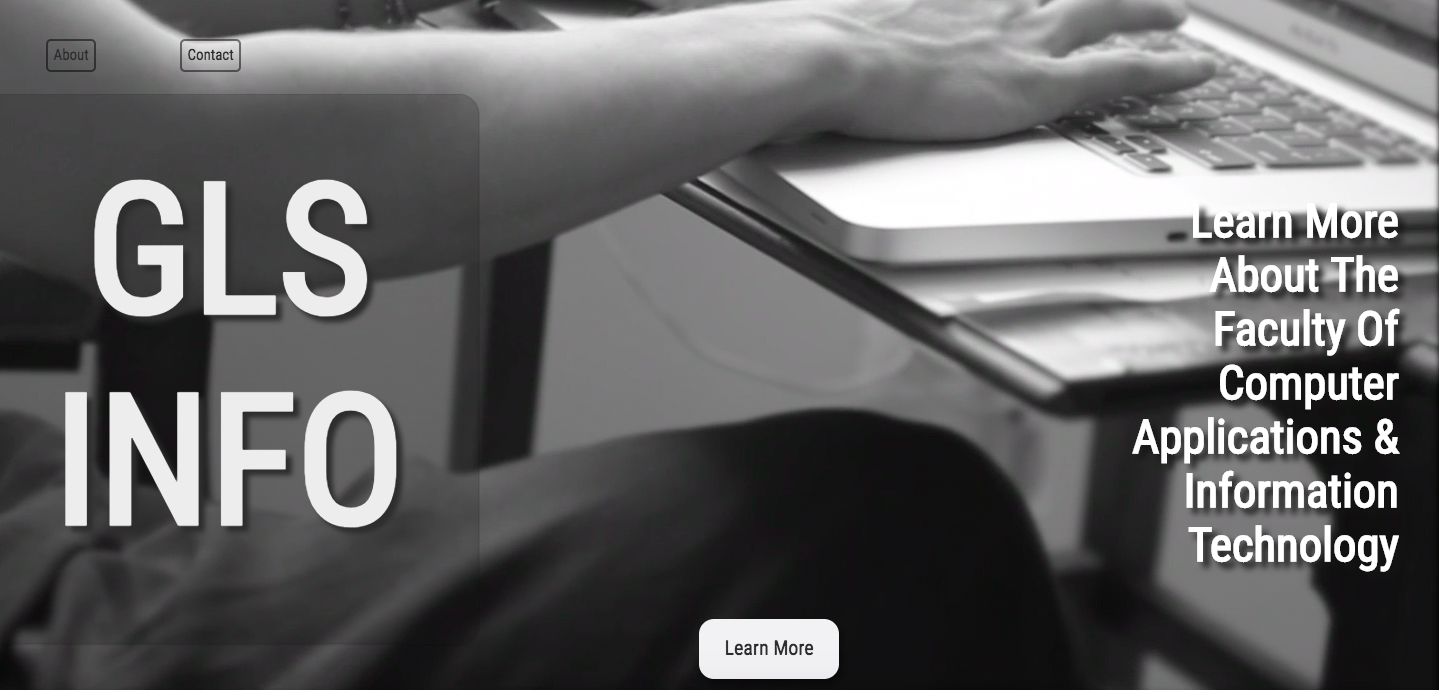 About
Contact
GLS
INFO
Learn More
About The
Faculty Of
Computer
Applications &
Information
Technology
Learn More